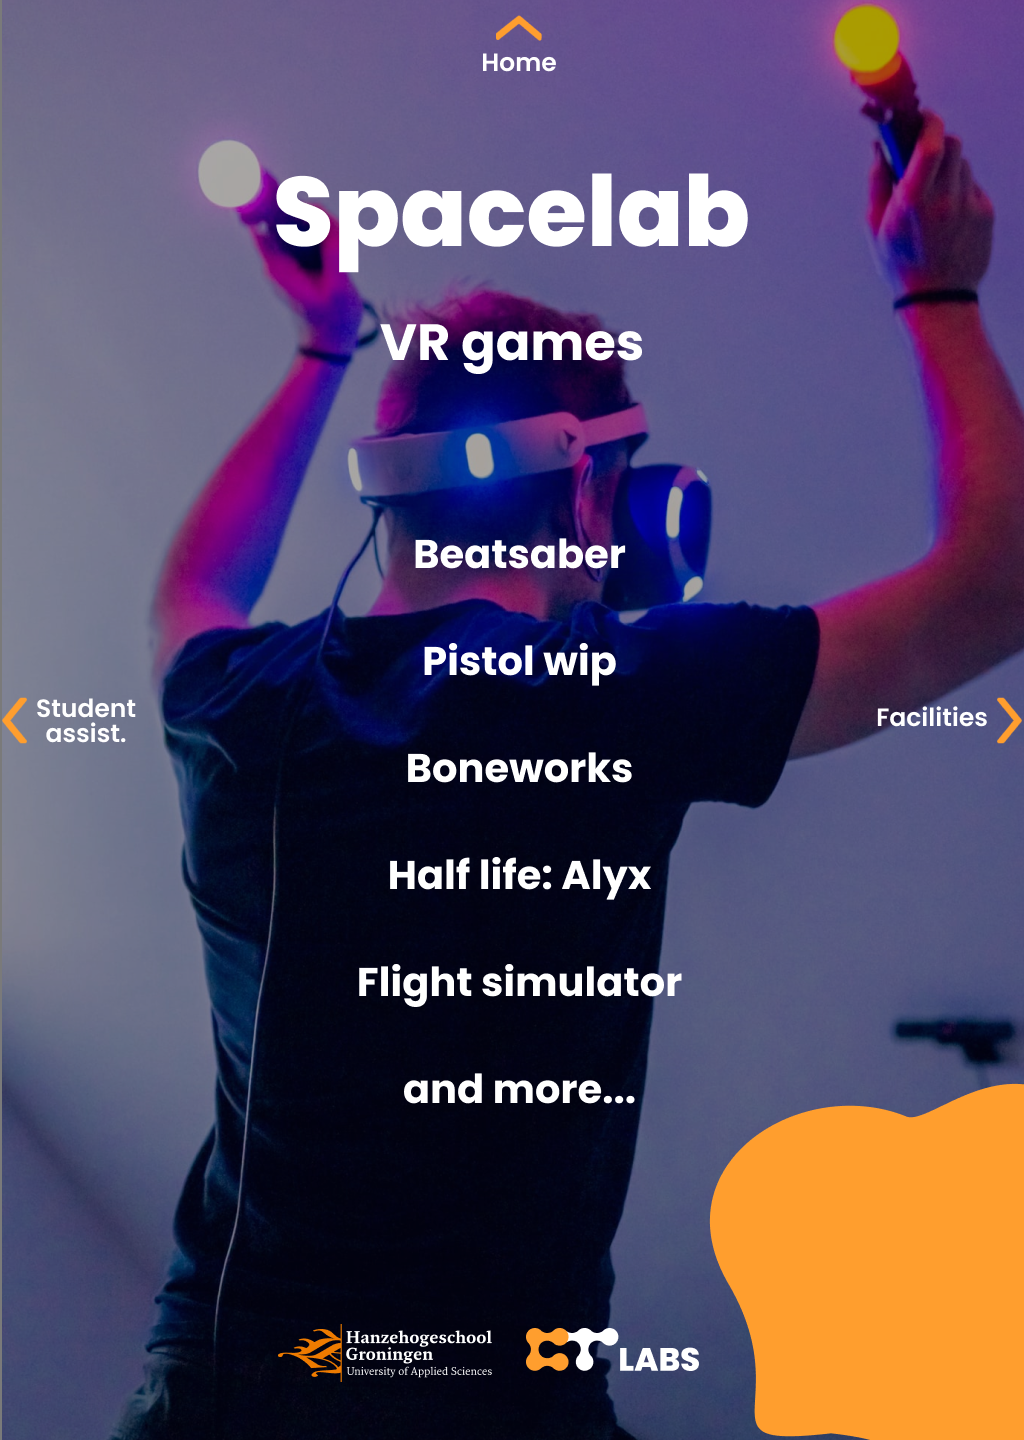 Home
Spacelab
VR games
Beatsaber
Pistol wip
Student
assist.
Facilities
Boneworks
Half life: Alyx
Flight simulator
and more...
Hanzehogeschool
Groningen
University of Applied Sciences
CT LABS